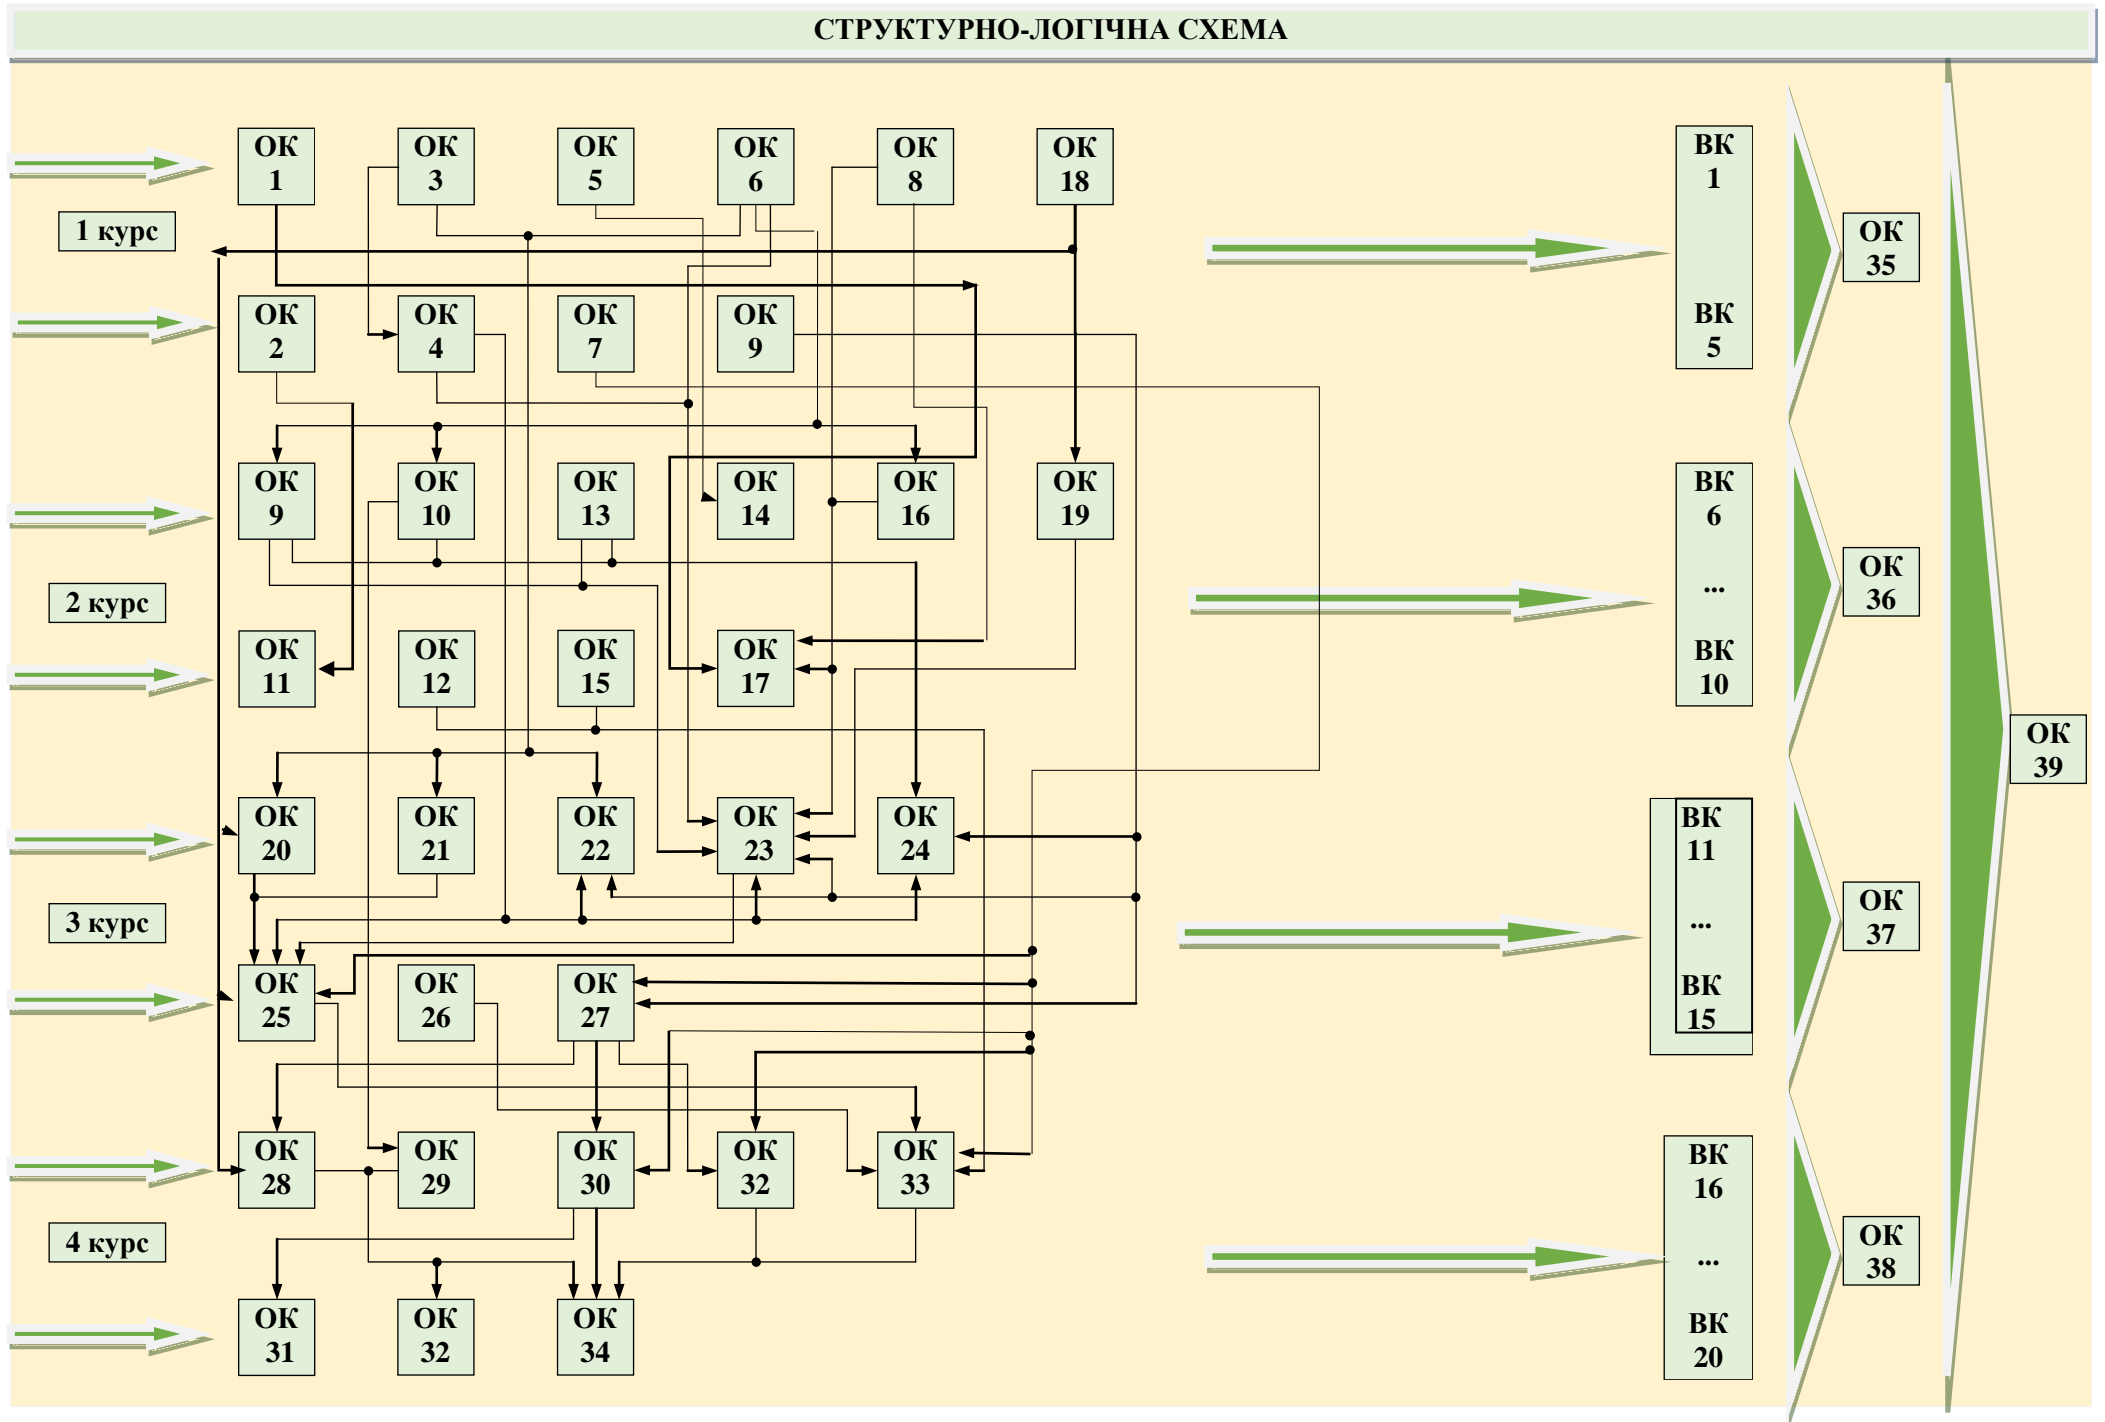 СТРУКТУРНО-ЛОГІЧНА СХЕМА
ОК
1
ОК
3
ОК
5
ОК
6
ОК
8
ОК
18
ВК
1
1 курс
ОК
35
ОК
2
ОК
4
ОК
7
ОК
9
ВК
5
ОК
9
ОК
10
ОК
13
ОК
14
ОК
16
ОК
19
ВК
6
2 курс
...
ОК
36
ОК
11
ОК
12
ОК
15
ОК
17
ВК
10
ОК
39
ОК
20
ОК
21
ОК
22
ОК
23
ОК
24
ВК
11
3 курс
...
ОК
37
ОК
25
ОК
26
ОК
27
ВК
15
ОК
28
ОК
29
ОК
30
ОК
32
ОК
33
ВК
16
4 курс
...
ОК
38
ОК
31
ОК
32
ОК
34
ВК
20